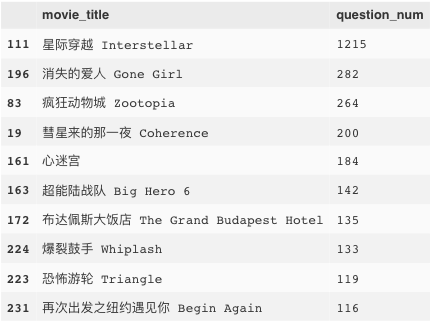 movie_title question_num
111 星际穿越 Interstellar 1215
196 消失的爱人 Gone Girl 282
83 疯狂动物城 Zootopia 264
19 彗星来的那一夜 Coherence 200
161 心迷宫 184
163 超能陆战队 Big Hero 6 142
172 布达佩斯大饭店 The Grand Budapest Hotel 135
224 爆裂鼓手 Whiplash 133
223 恐怖游轮 Triangle 119
231 再次出发之纽约遇见你 Begin Again 116